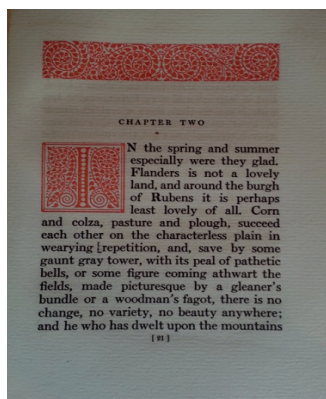 CHAPTER TWO
IN the spring and summer
especially were they glad.
Flanders is not a lovely
land, and around the burgh
of Rubens it is perhaps
least lovely of all. Corn
and colza, pasture and plough, succeed
each other on the characterless plain in
wearying repetition, and, save by some
gaunt gray tower, with its peal of pathetic
bells, or some figure coming athwart the
fields, made picturesque by a gleaner's
bundle or a woodman's fagot, there is no
change, no variety, no beauty anywhere;
and he who has dwelt upon the mountains
[21]